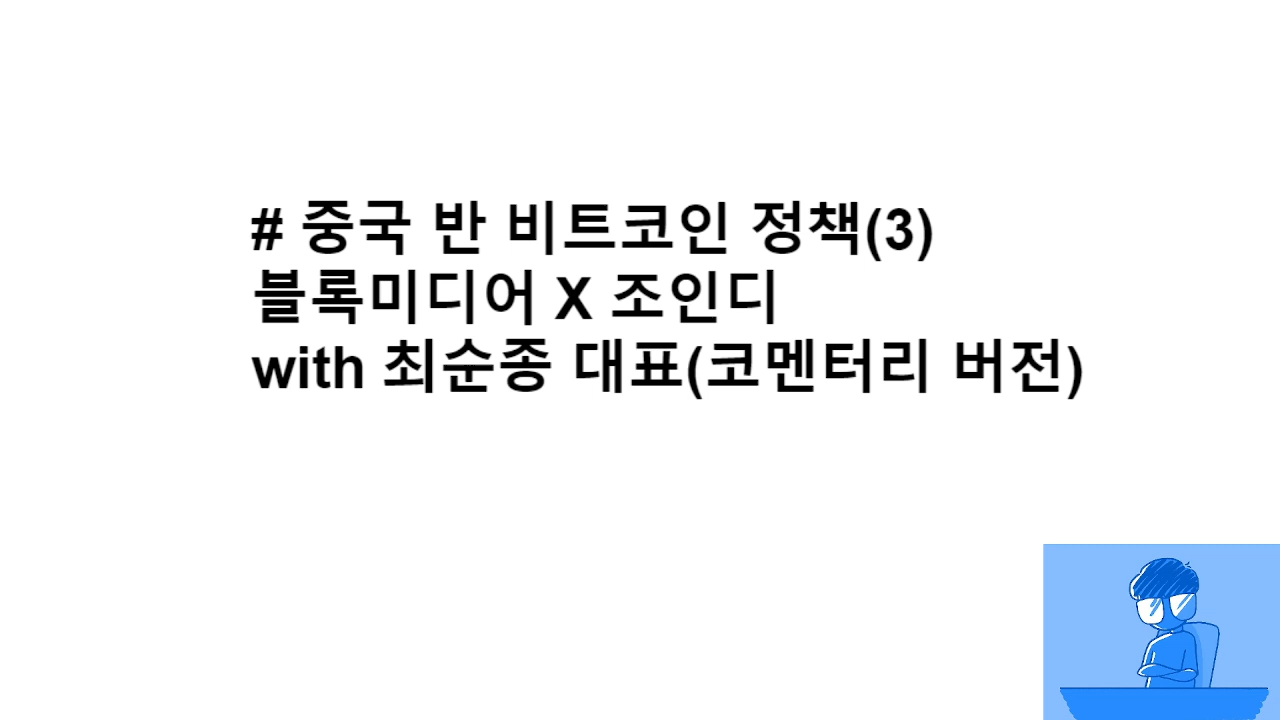 # 중국 반 비트코인 정책(3)
블록미디어 X 조인디
with 최순종 대표(코멘터리 버전)